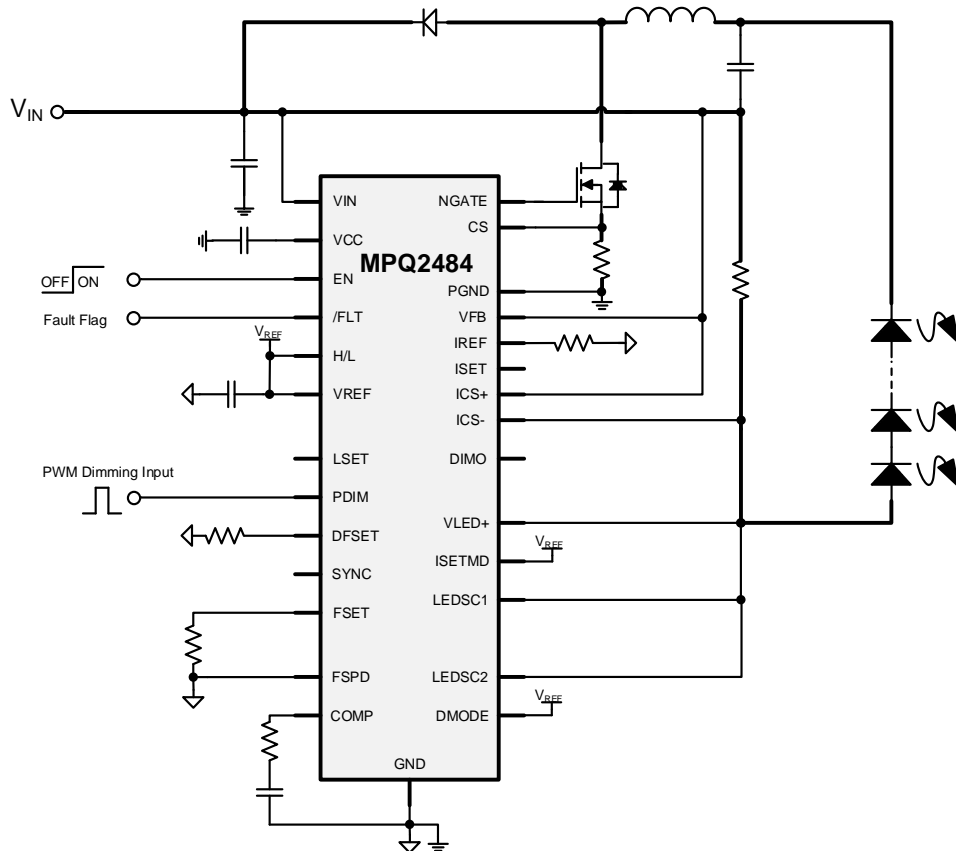 VIN
MPQ2484
VIN
VCC
EN
/FLT
H/L
VREF
LSET
PDIM
DFSET
SYNC
FSET
FSPD
COMP
GND
NGATE
CS
PGND
VFB
IREF
ISET
ICS+
ICS-
DIMO
VLED+
ISETMD
LEDSC1
LEDSC2
DMODE
OFF ON
Fault Flag
VREF
PWM Dimming Input
VREF
VREF